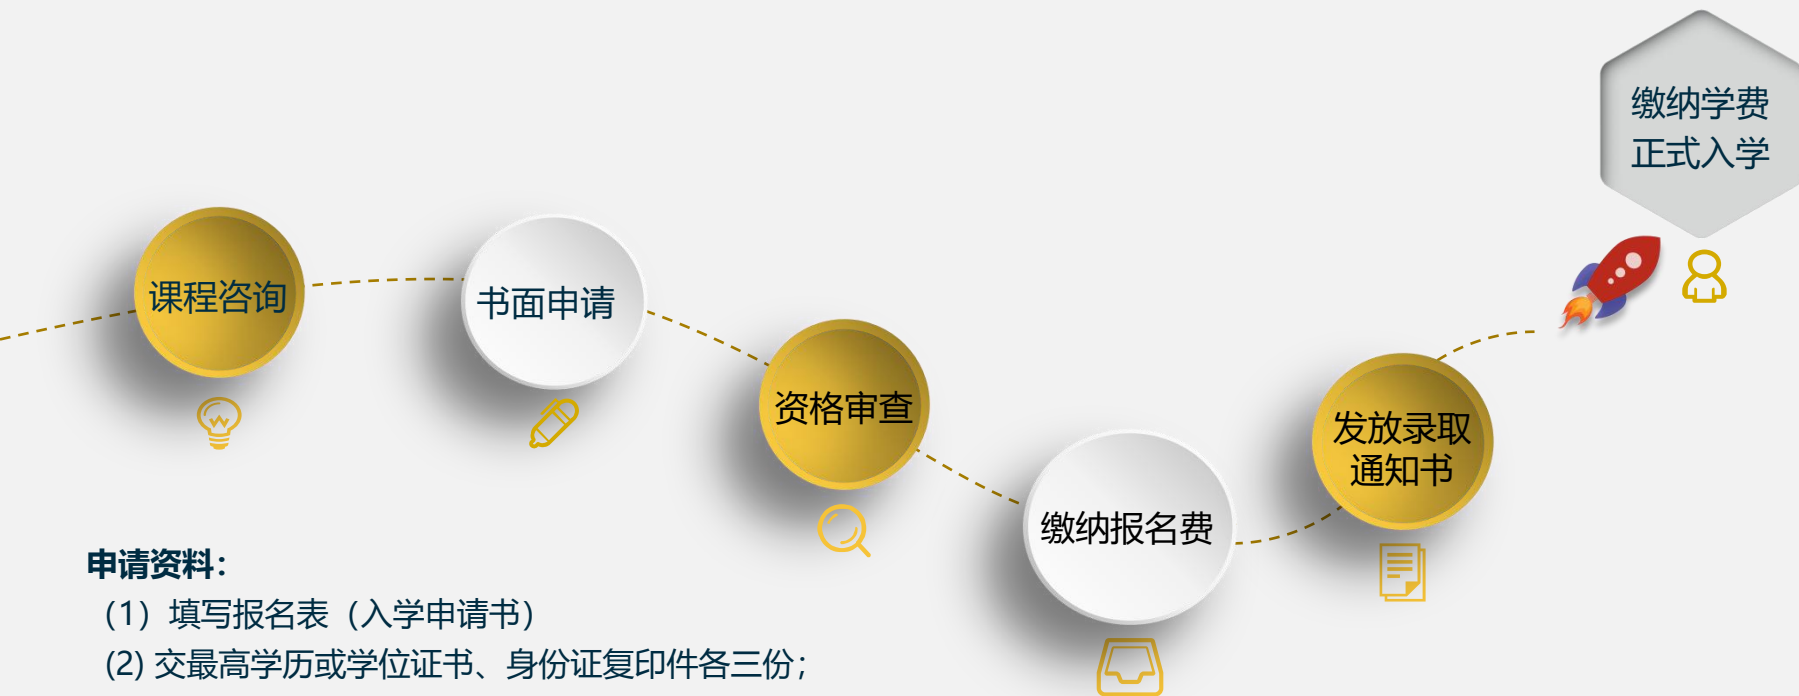 缴纳学费
正式入学
课程咨询
书面申请
资格审查
缴纳报名费
发放录取
通知书
申请资料：
（1）填写报名表（入学申请书）
(2) 交最高学历或学位证书、身份证复印件各三份；